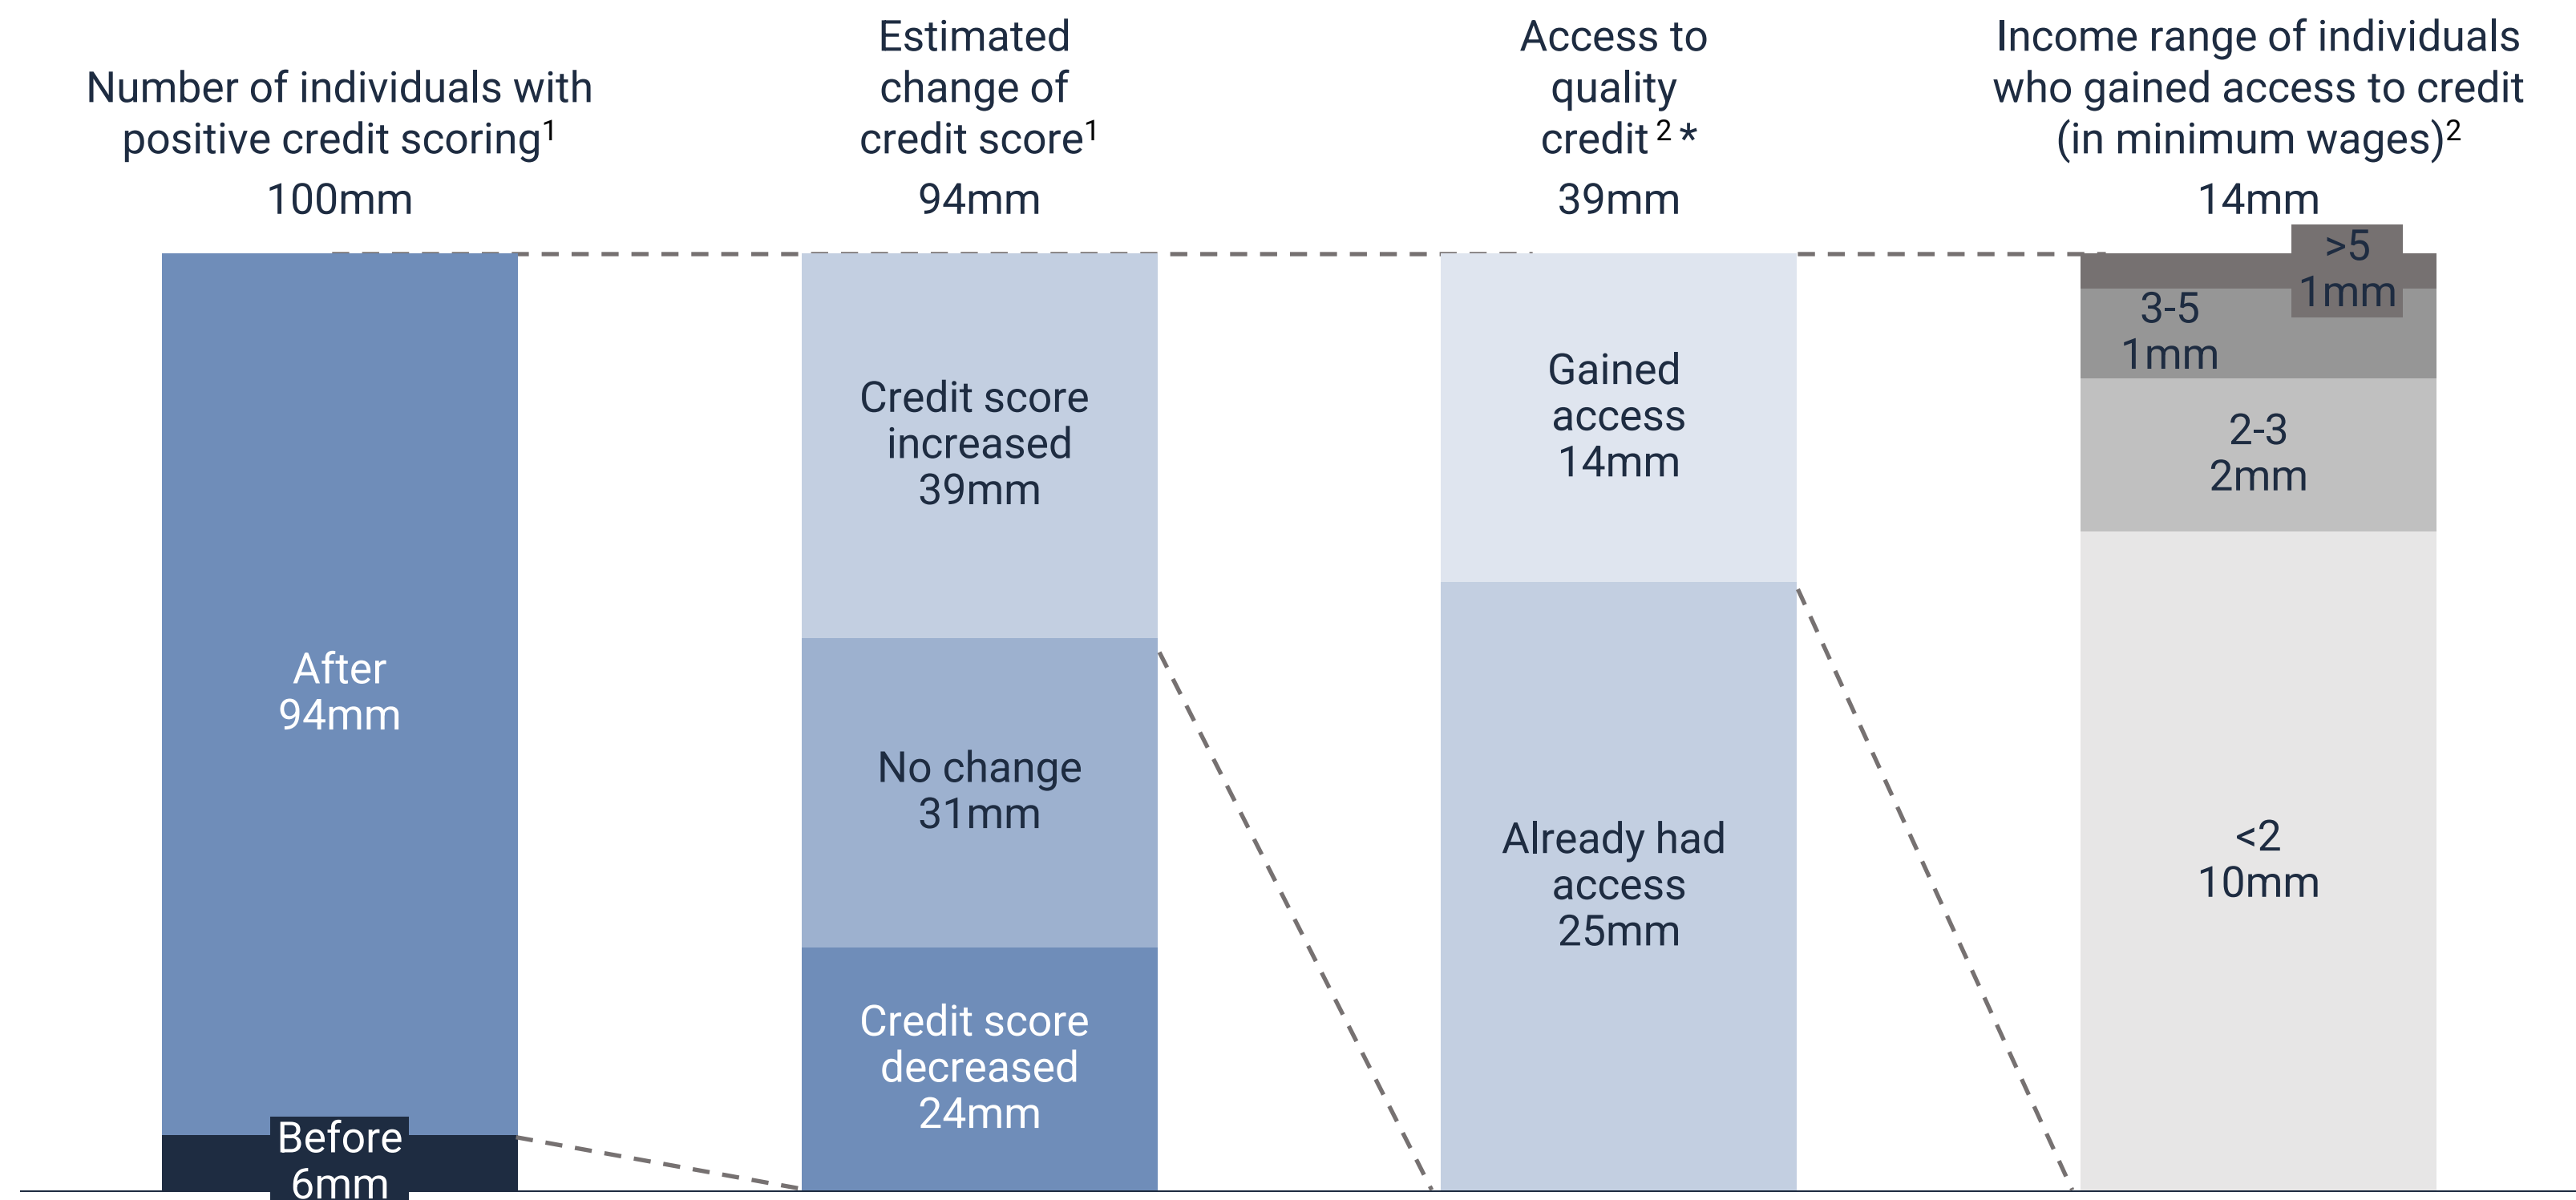 Number of individuals with
positive credit scoring1
100mm
After
94mm
Before
6mm
Estimated
change of
credit score1
94mm
Credit score
increased
39mm
No change
31mm
Credit score
decreased
24mm
Access to
quality
credit 2 *
39mm
Gained
access
14mm
Already had
access
25mm
Income range of individuals
who gained access to credit
(in minimum wages)2
14mm
>5
1mm
3-5
1mm
2-3
2mm
<2
10mm